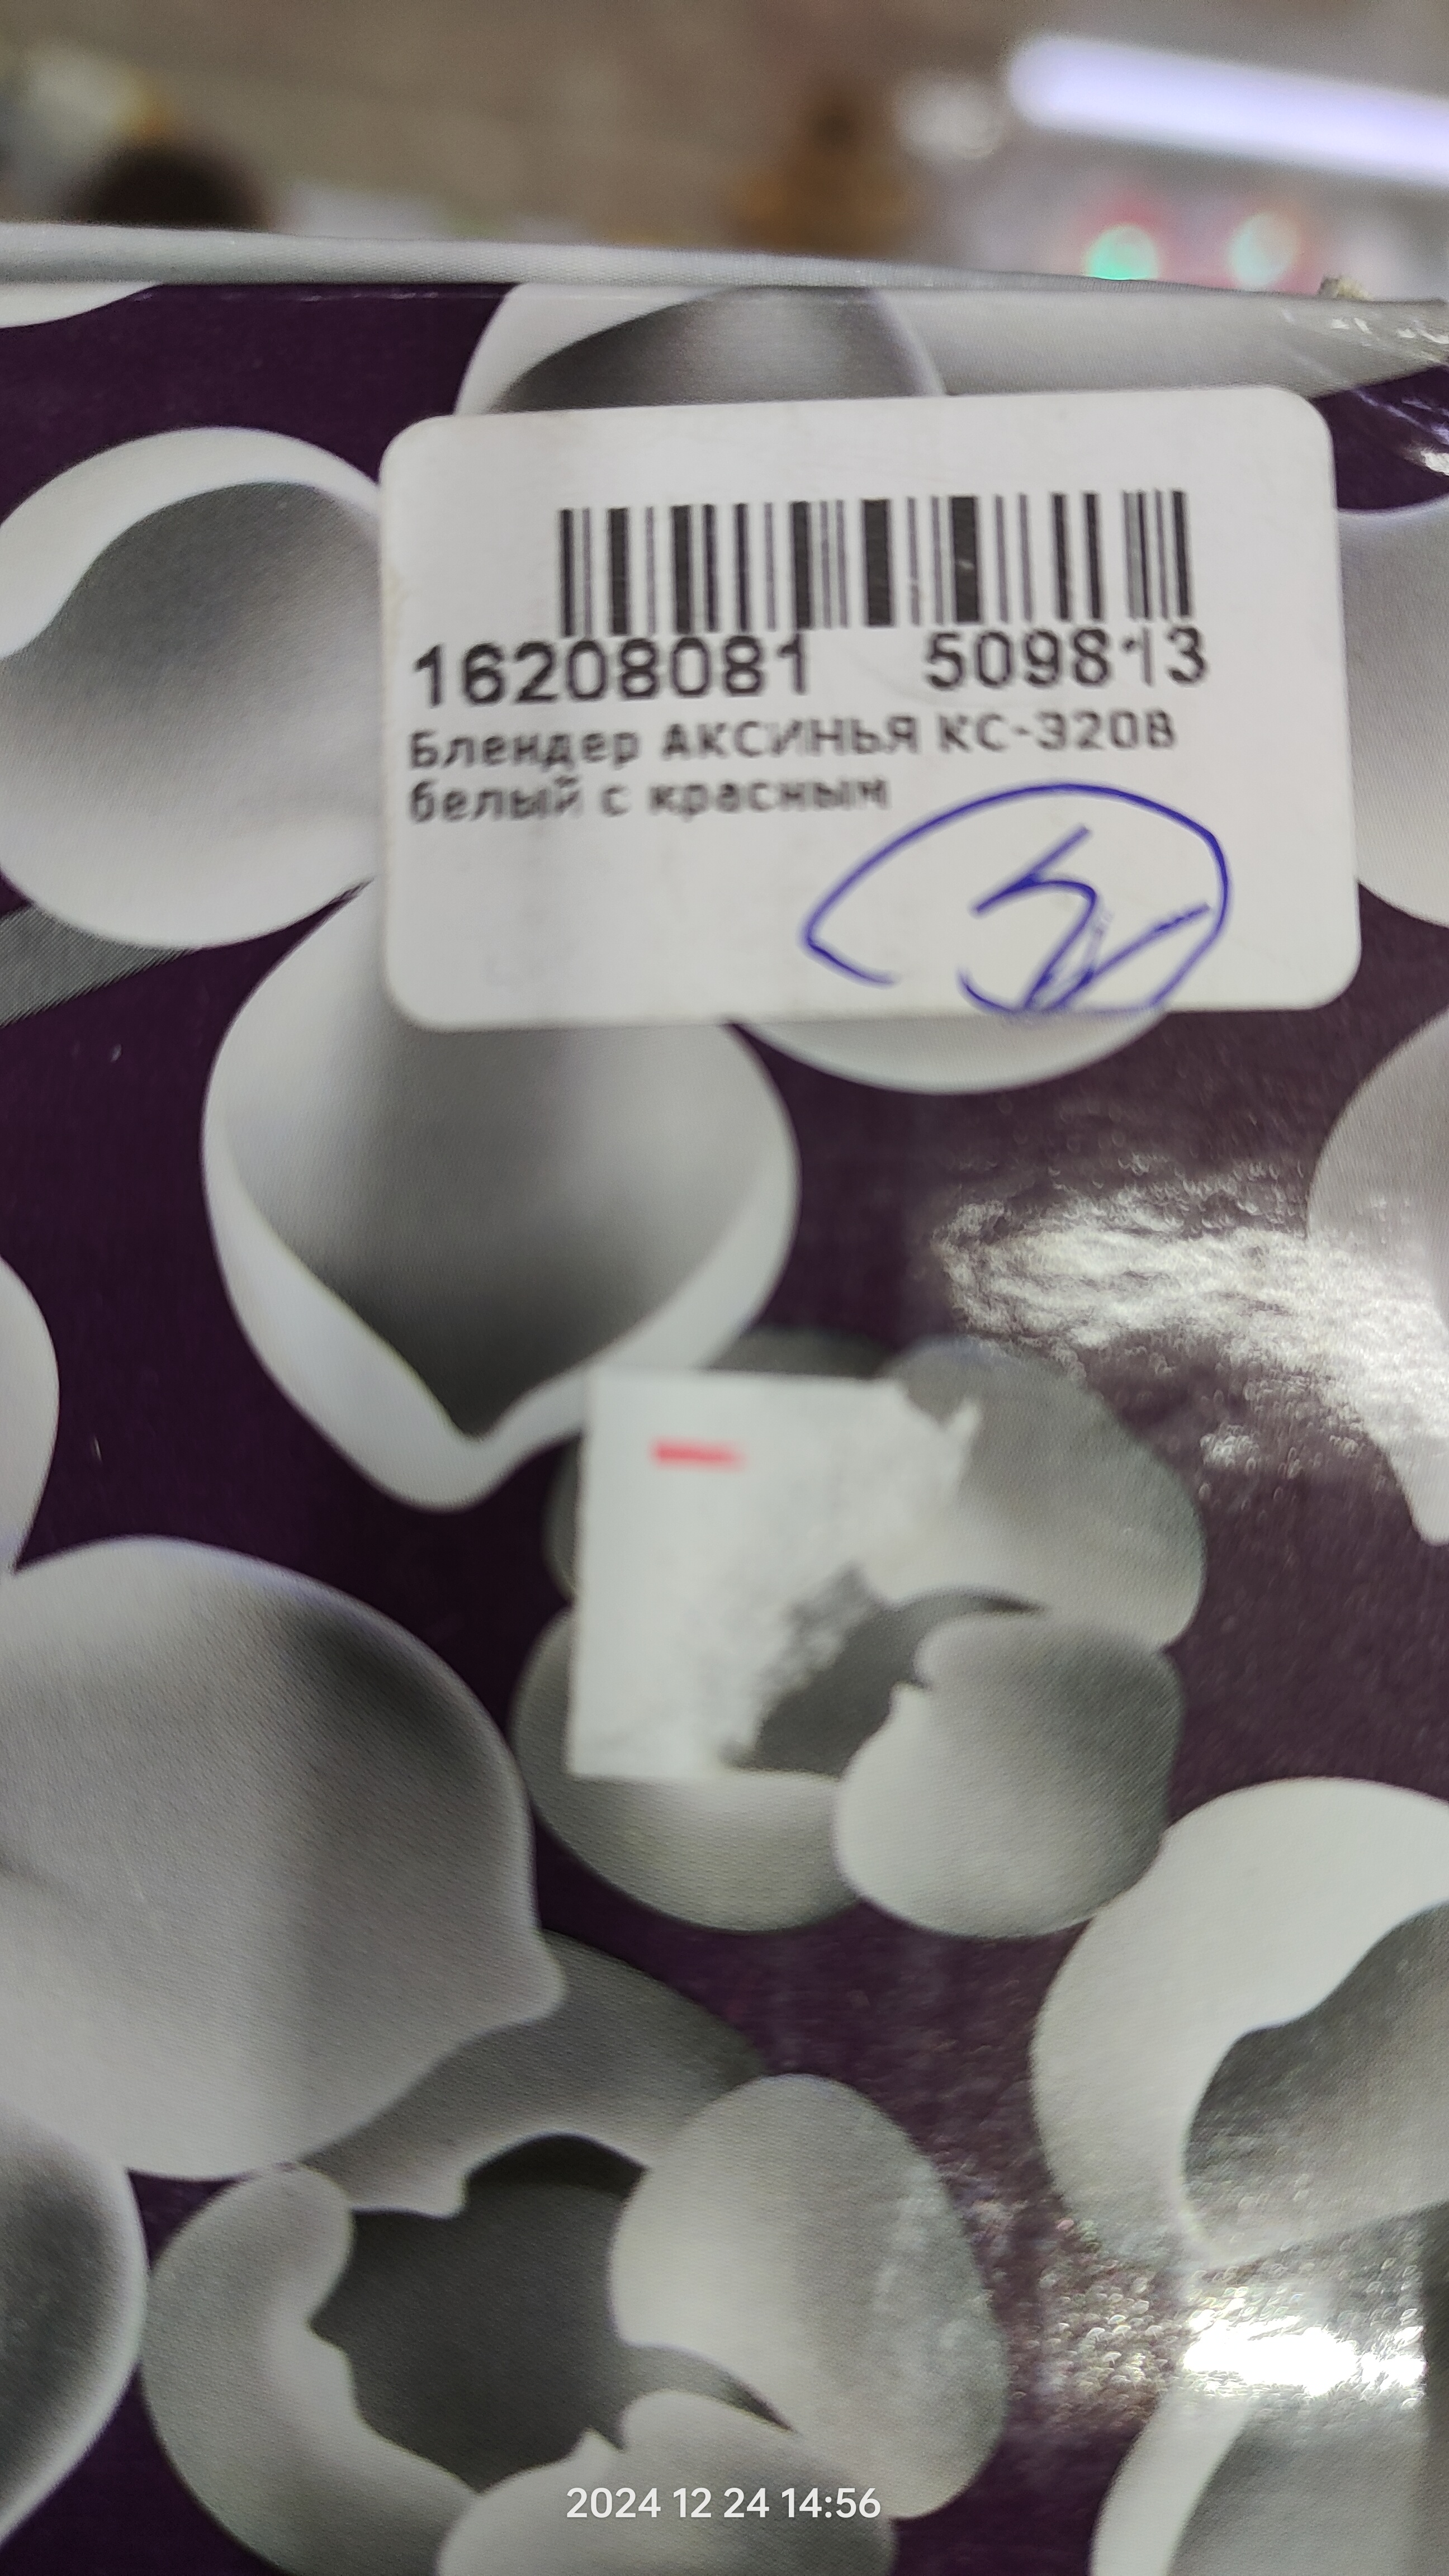 16208081 509813
Блендер АКСИНЬЯ КС-3208
белый с красным
2024 12 24 14:56